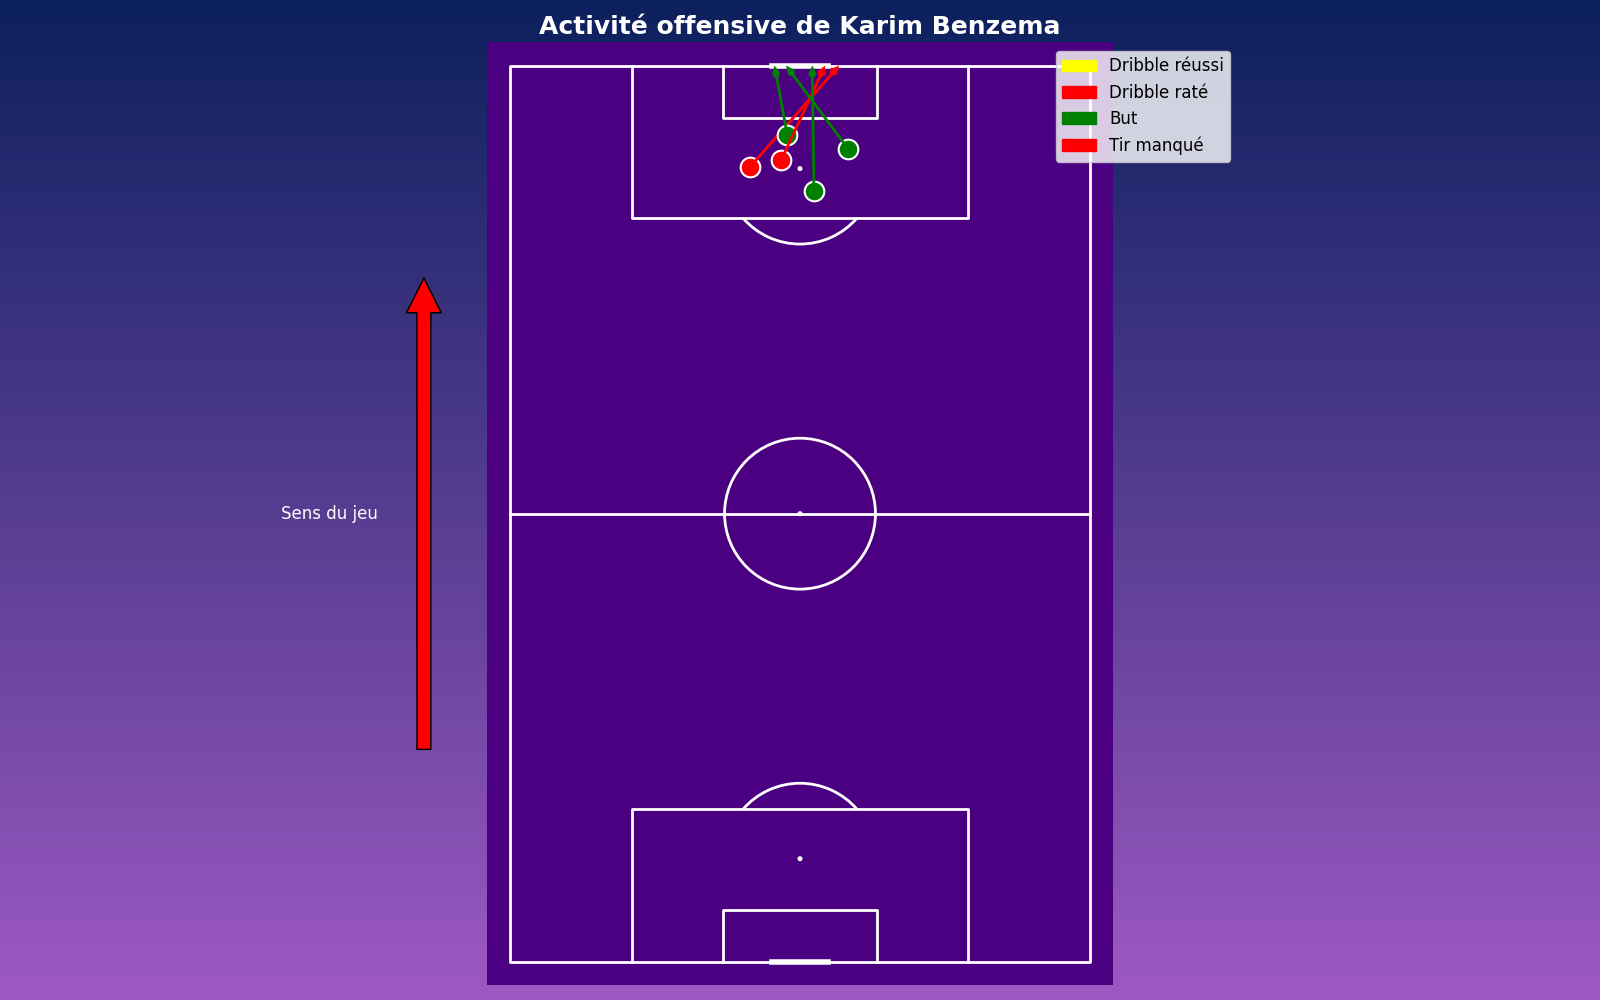 Activité offensive de Karim Benzema
Dribble réussi
Dribble raté
But
Tir manqué
Sens du jeu